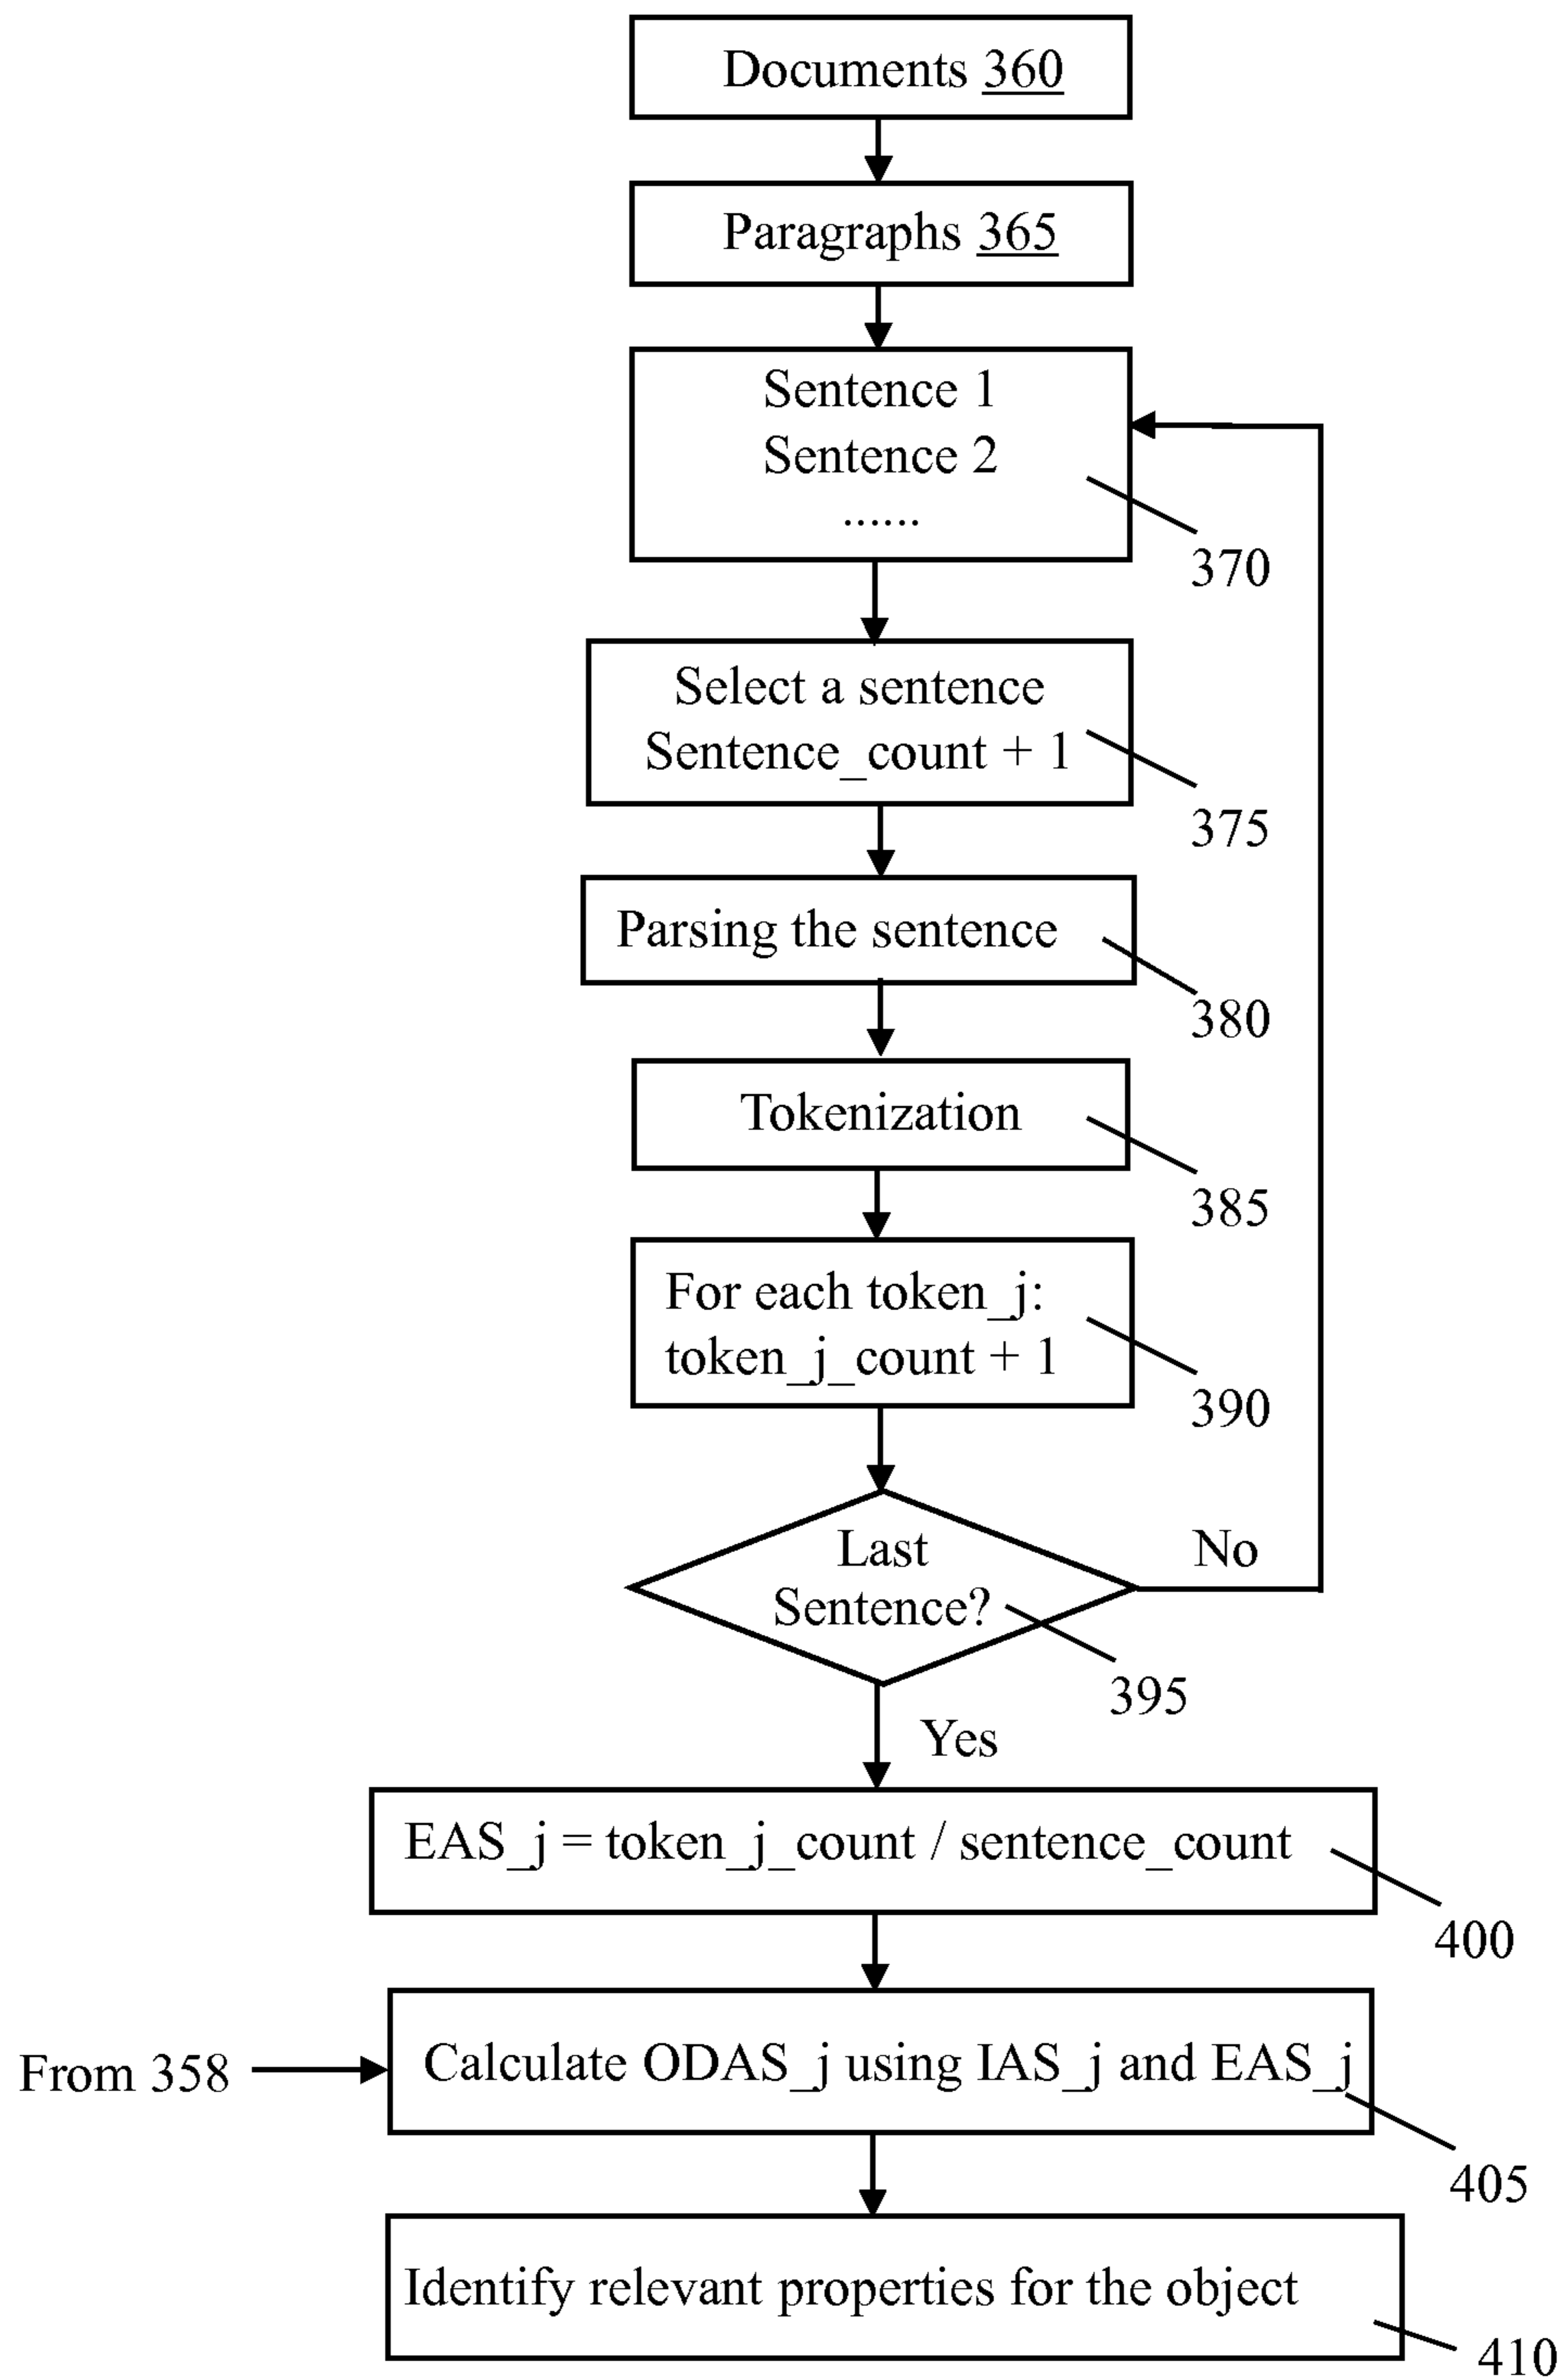 Documents 360
Paragraphs 365
Sentence 1
Sentence 2
......
370
Select a sentence
Sentence_count + 1
375
Parsing the sentence
380
Tokenization
385
For each token_j:
token_j_count + 1
390
Last
Sentence?
No
395
Yes
EAS_j = token_j_count / sentence_count
400
From 358
Calculate ODAS_j using IAS_j and EAS_j
405
Identify relevant properties for the object
410